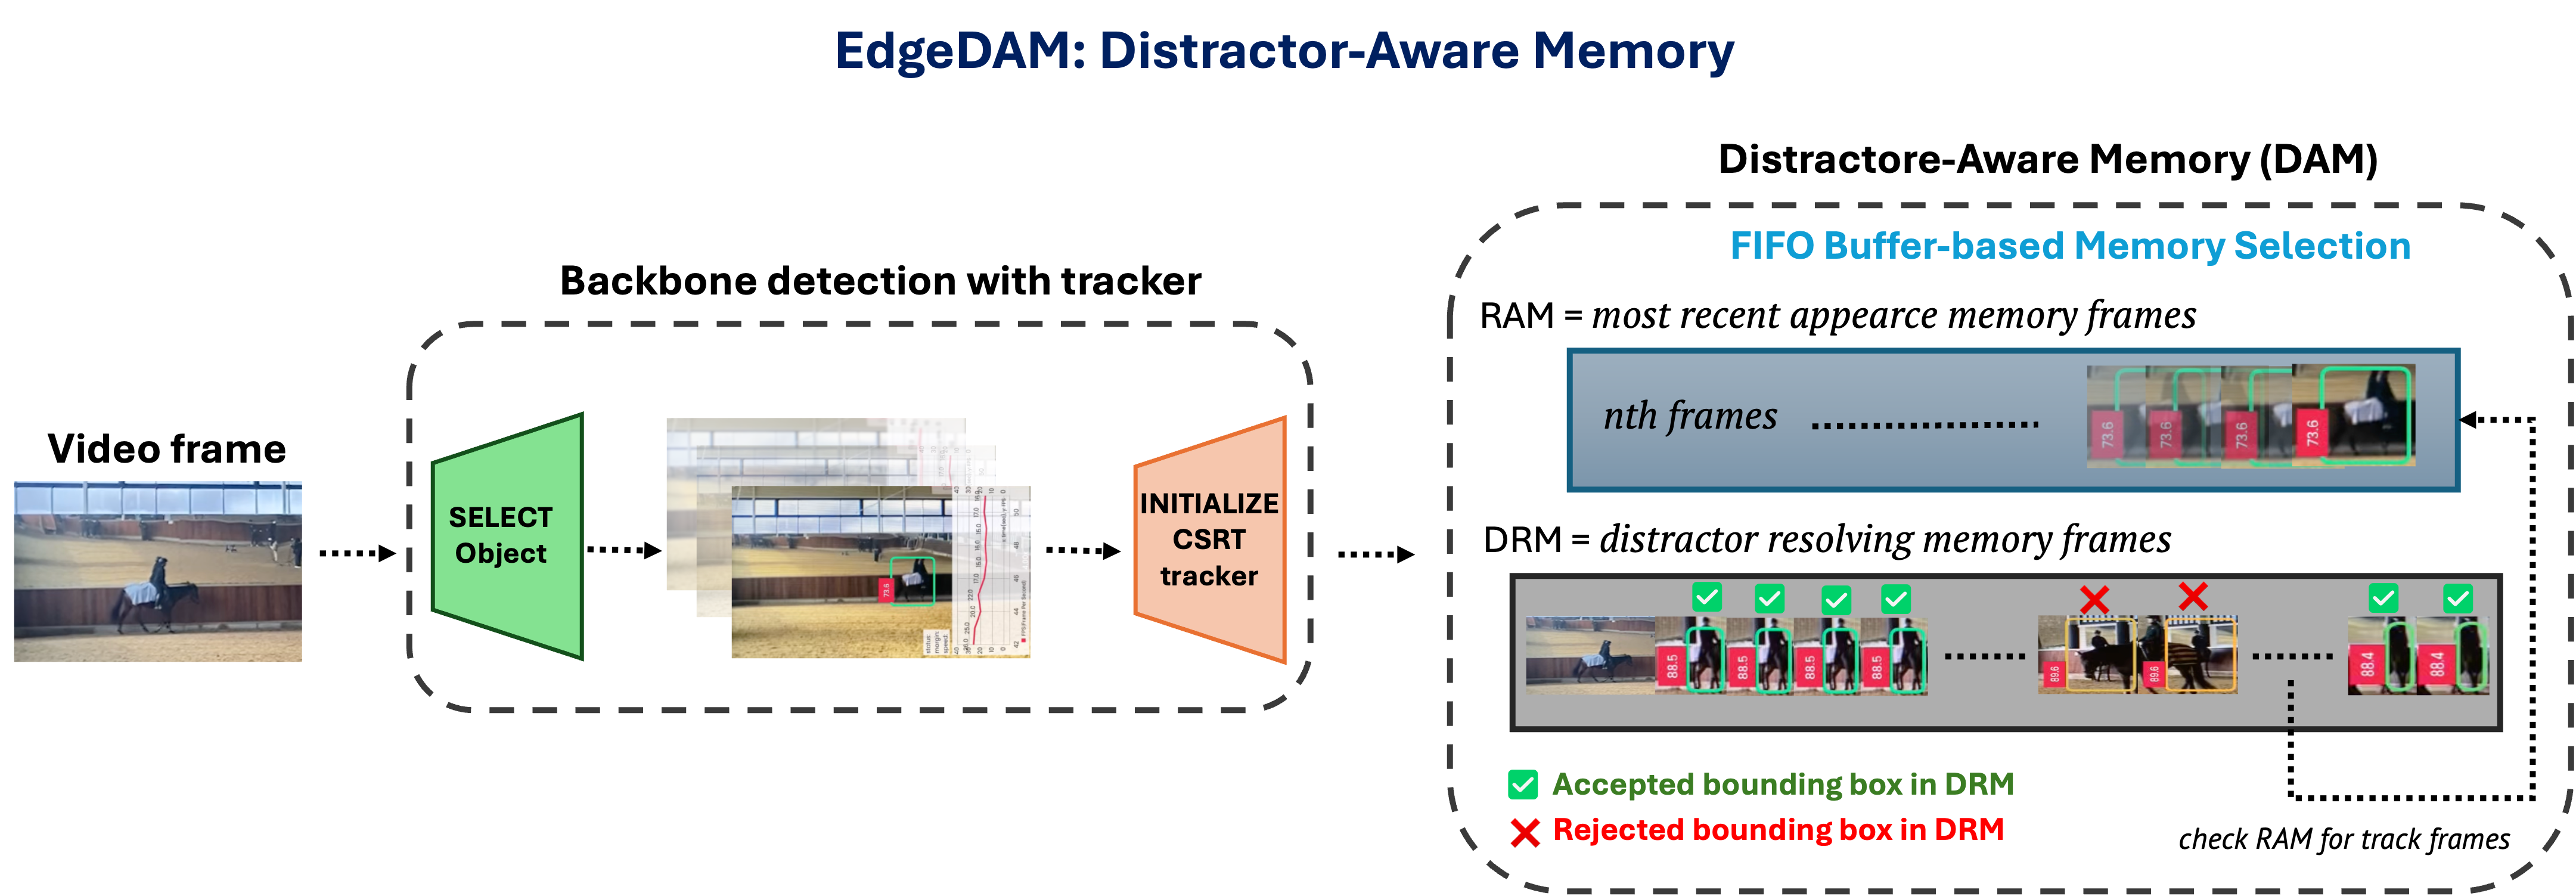 EdgeDAM: Distractor-Aware Memory
Distractore-Aware Memory (DAM)
FIFO Buffer-based Memory Selection
Backbone detection with tracker
RAM = most recent appearce memory frames
nth frames
73.6
73.6
73.6
73.6
Video frame
SELECT
Object
73.6
INITIALIZE
CSRT
tracker
DRM = distractor resolving memory frames
88.5
88.5
88.5
88.5
89.6
89.6
88.4
88.4
Accepted bounding box in DRM
Rejected bounding box in DRM
check RAM for track frames